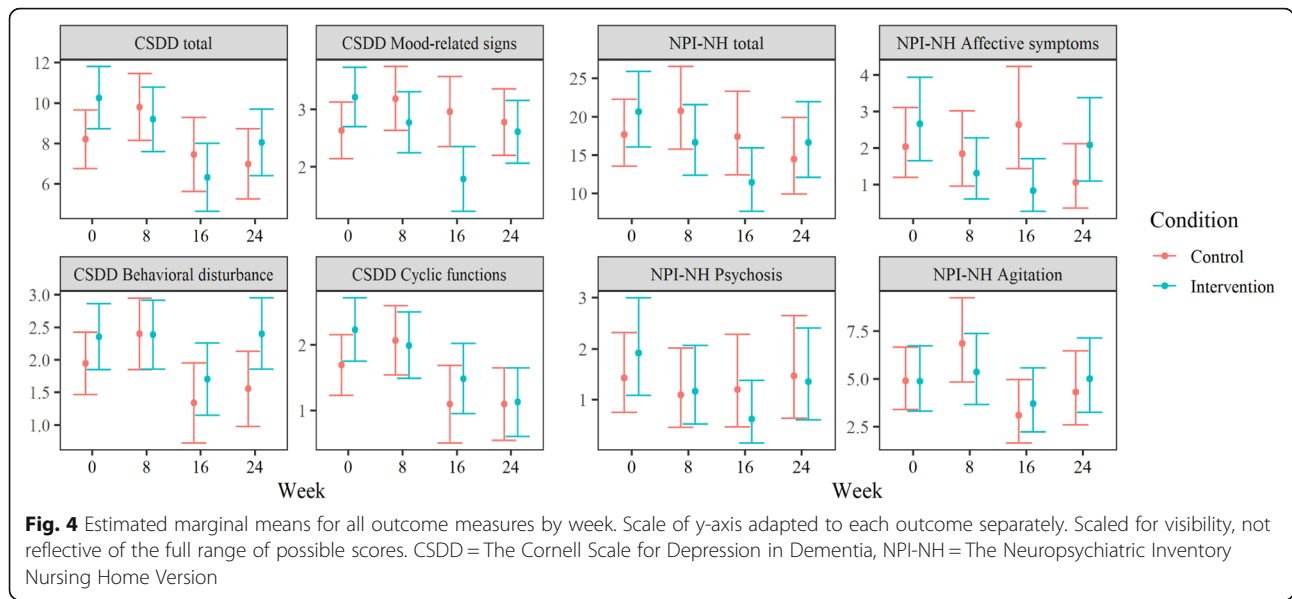 CSDD total
CSDD Mood-related signs
NPI-NH total
NPI-NH Affective symptoms
12
10
8
6
3
2
25
20
15
10
4
3
2
1
0 8 16 24
0 8 16 24
0 8 16 24
0 8 16 24
CSDD Behavioral disturbance
CSDD Cyclic functions
NPI-NH Psychosis
NPI-NH Agitation
3.0
2.5
2.0
1.5
1.0
2
1
3
2
1
7.5
5.0
2.5
0 8 16 24
0 8 16 24
0 8 16 24
0 8 16 24
Week
Week
Condition
Control
Intervention
Fig. 4 Estimated marginal means for all outcome measures by week. Scale of y-axis adapted to each outcome separately. Scaled for visibility, not
reflective of the full range of possible scores. CSDD = The Cornell Scale for Depression in Dementia, NPI-NH = The Neuropsychiatric Inventory
Nursing Home Version